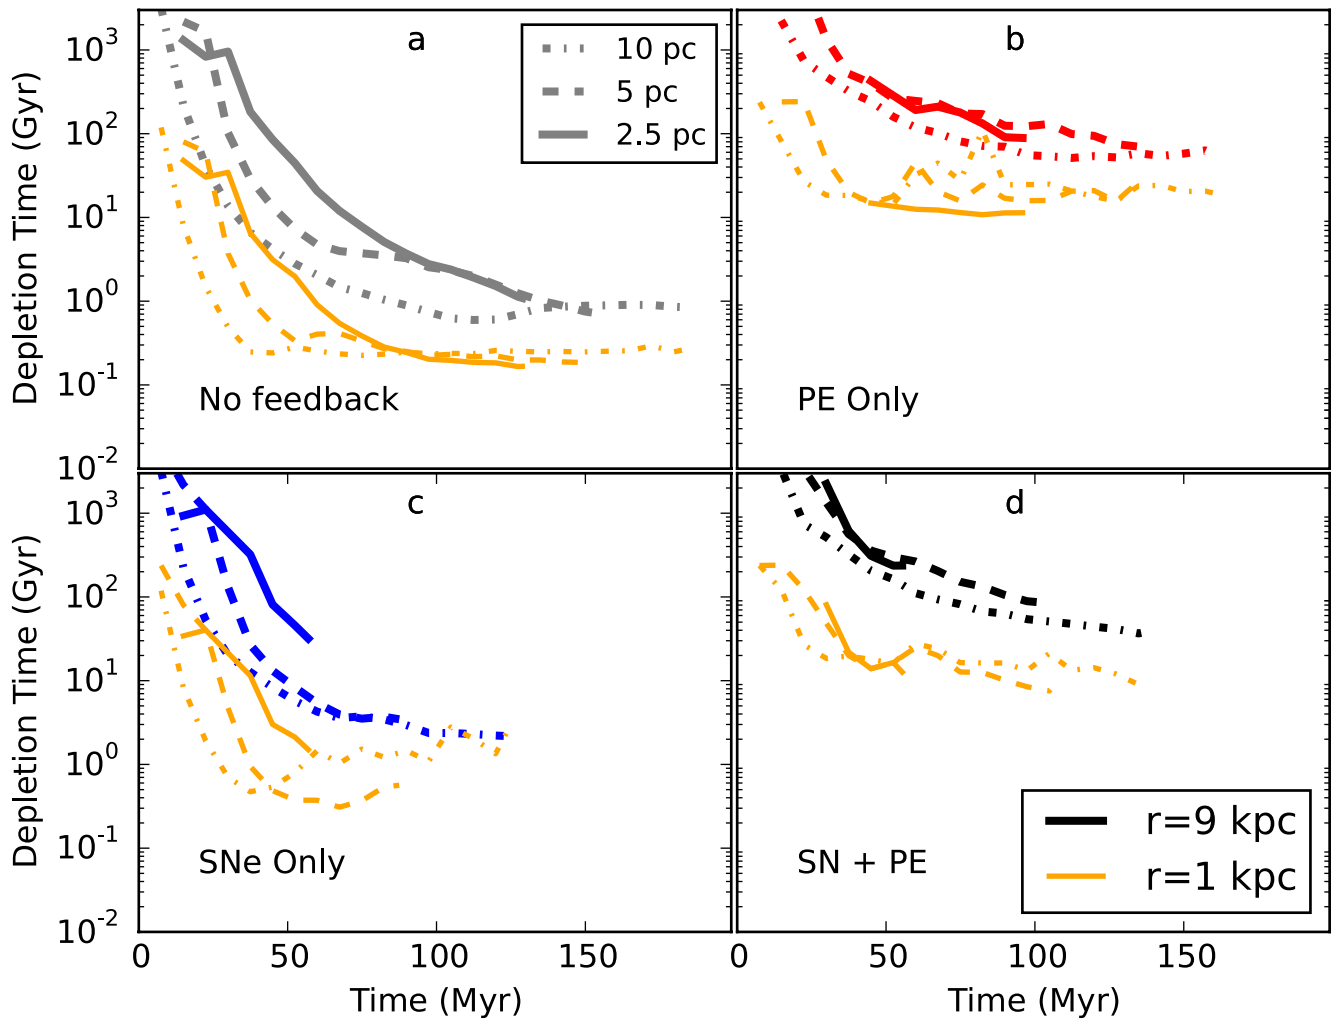 a
10 pc
5 pc
2.5 pc
No feedback
10^3
10^2
10^1
10^0
10^-1
10^-2
Depletion Time (Gyr)
b
PE Only
c
SNe Only
10^3
10^2
10^1
10^0
10^-1
10^-2
Depletion Time (Gyr)
0 50 100 150
Time (Myr)
d
SN + PE
r=9 kpc
r=1 kpc
0 50 100 150
Time (Myr)